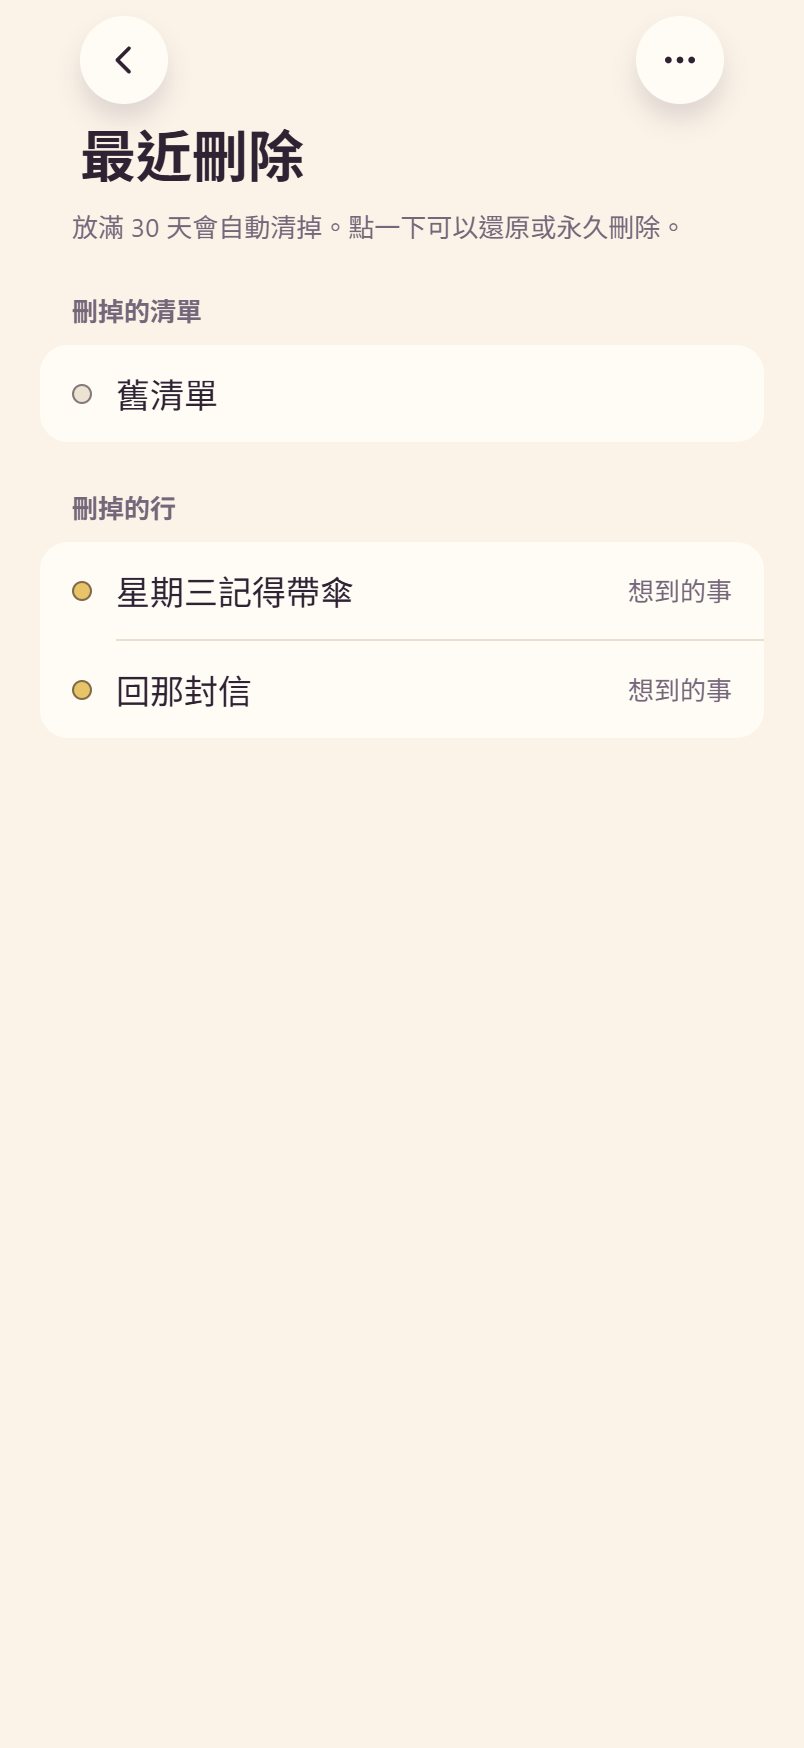 最近刪除
放滿 30 天會自動清掉。點一下可以還原或永久刪除。
刪掉的清單
舊清單
刪掉的行
星期三記得帶傘 想到的事
回那封信 想到的事